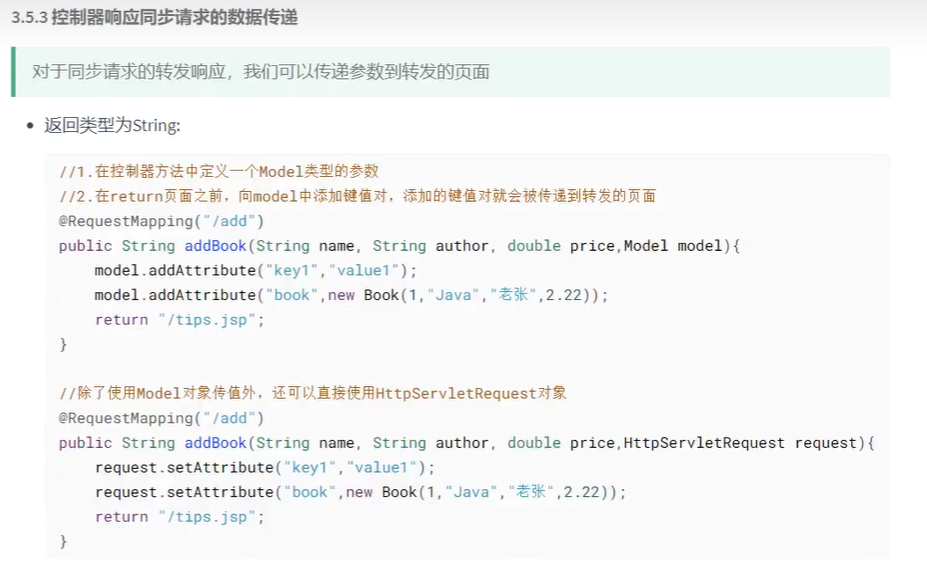 3.5.3 控制器响应同步请求的数据传递
对于同步请求的转发响应，我们可以传递参数到转发的页面
• 返回类型为String:
//1.在控制器方法中定义一个Model类型的参数
//2.在return页面之前，向model中添加键值对，添加的键值对就会被传递到转发的页面
@RequestMapping("/add")
public String addBook(String name, String author, double price,Model model){
    model.addAttribute("key1","value1");
    model.addAttribute("book",new Book(1,"Java","老张",2.22));
    return "/tips.jsp";
}
//除了使用Model对象传值外，还可以直接使用HttpServletRequest对象
@RequestMapping("/add")
public String addBook(String name, String author, double price,HttpServletRequest request){
    request.setAttribute("key1","value1");
    request.setAttribute("book",new Book(1,"Java","老张",2.22));
    return "/tips.jsp";
}